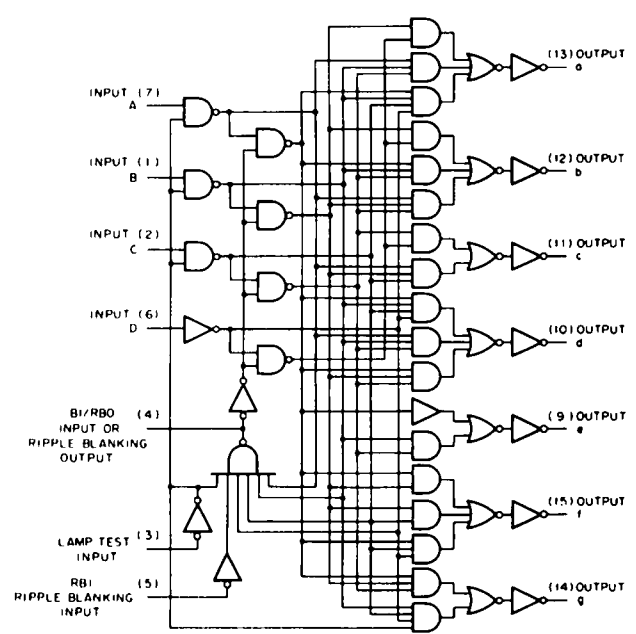 (13) OUTPUT
a
INPUT (7)
A
(12) OUTPUT
b
INPUT (1)
B
INPUT (2)
C
(11) OUTPUT
c
INPUT (6)
D
(10) OUTPUT
d
BI/RBO (4)
INPUT OR
RIPPLE BLANKING
OUTPUT
(9) OUTPUT
e
(15) OUTPUT
f
LAMP TEST (3)
INPUT
RBI (5)
RIPPLE BLANKING
INPUT
(14) OUTPUT
g